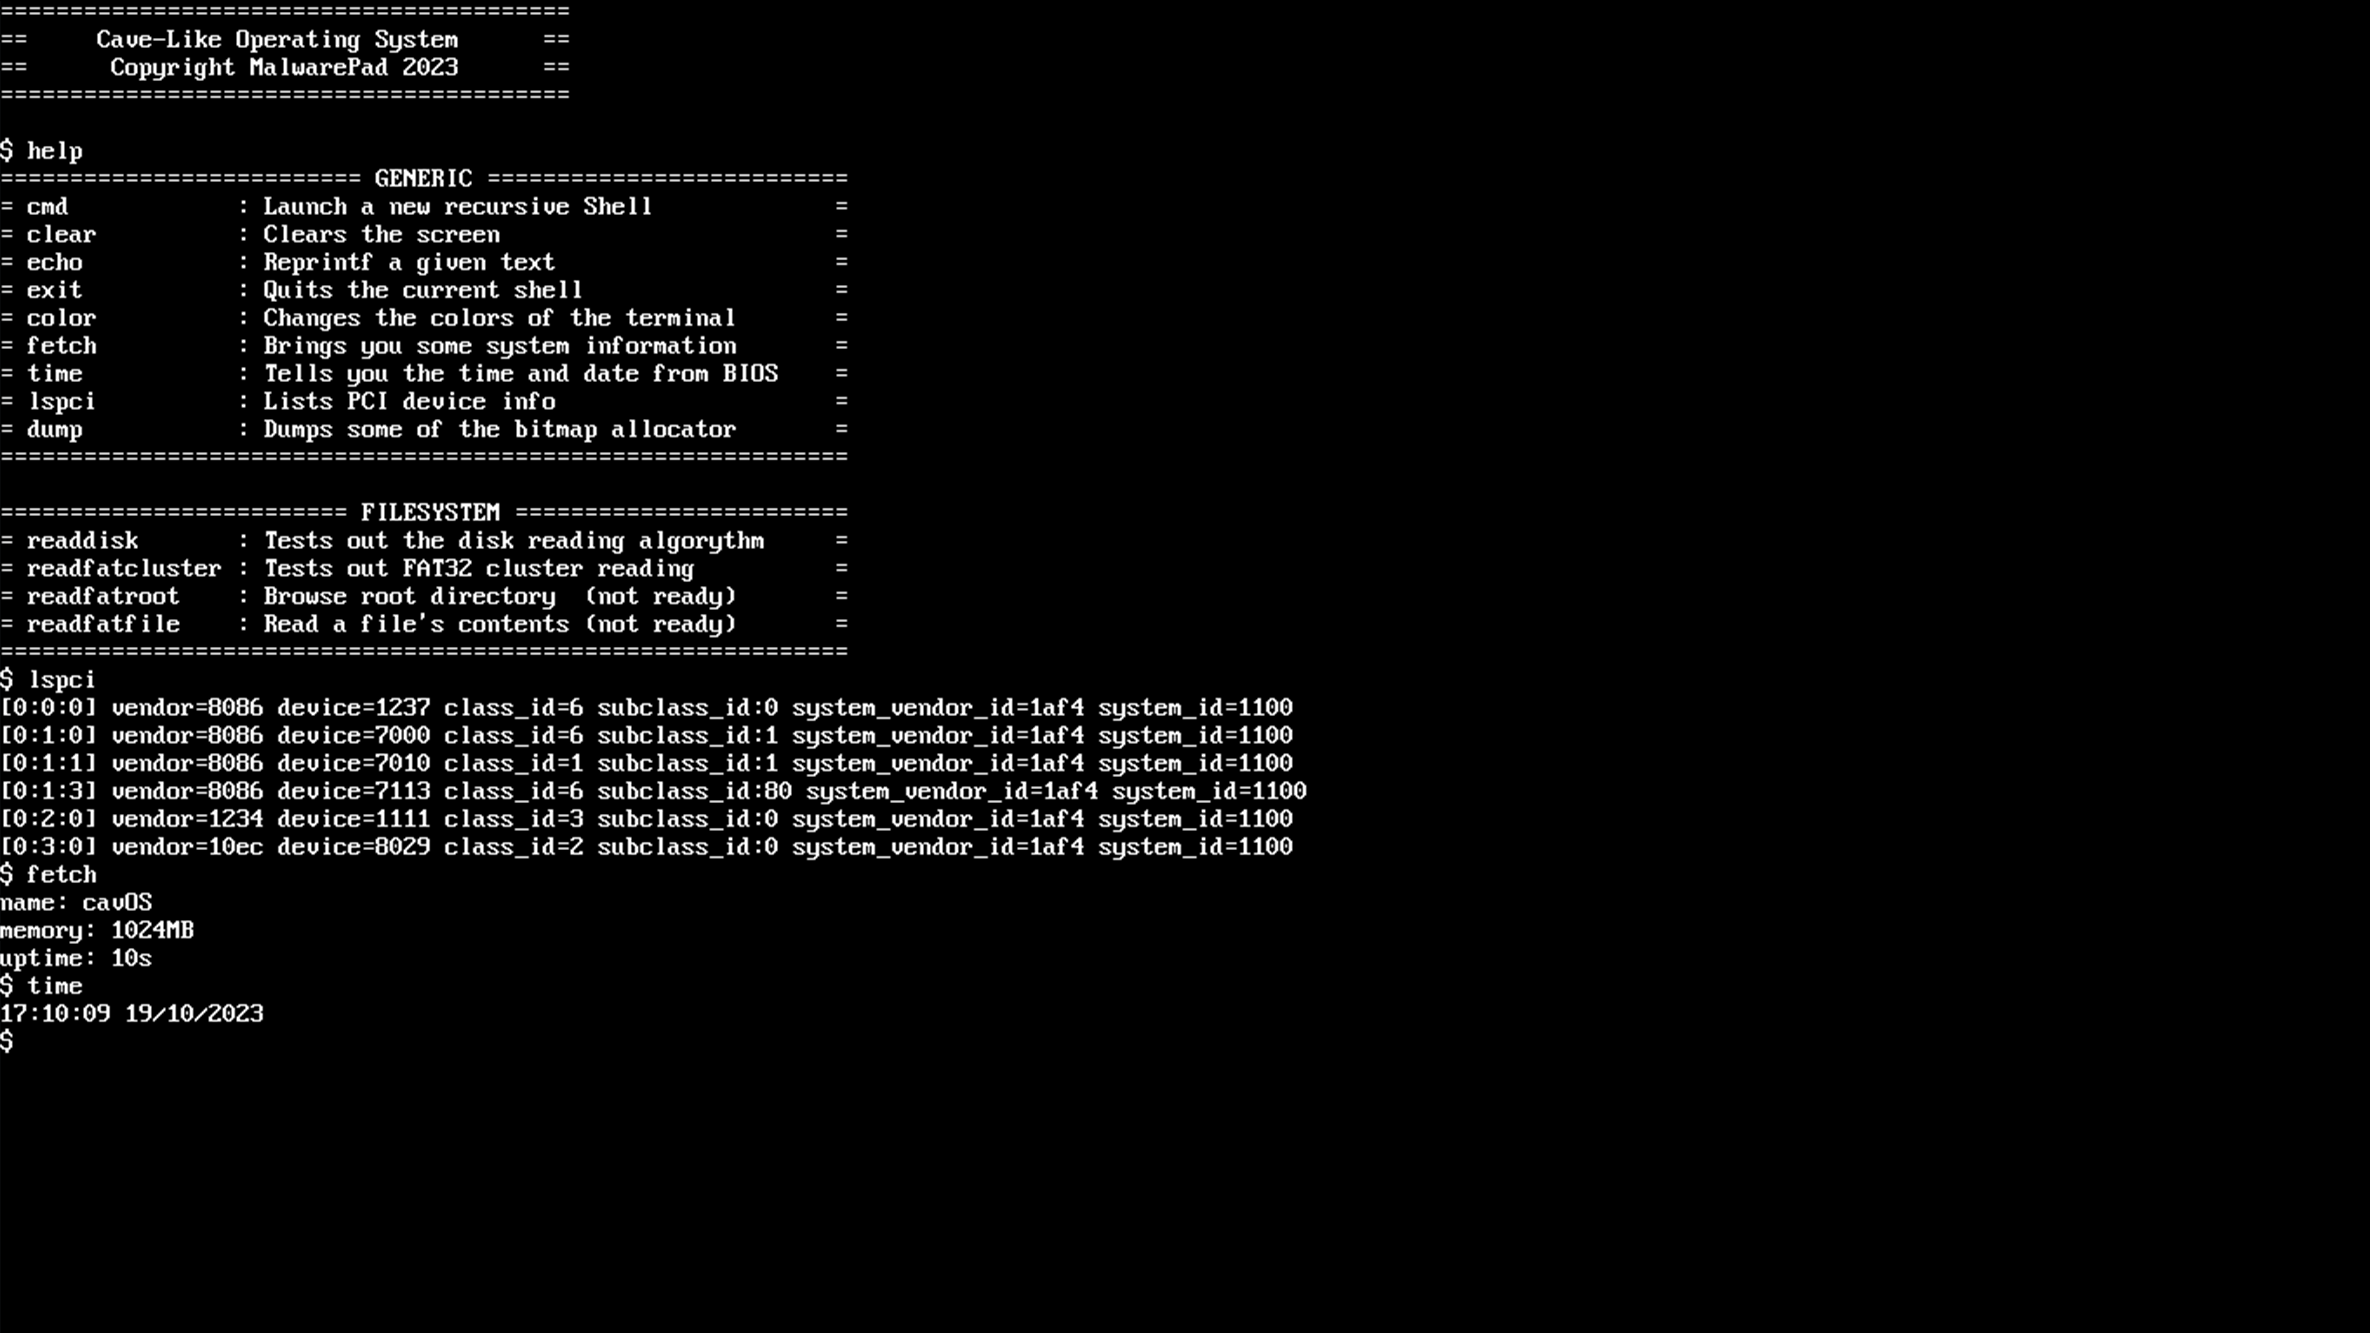 =========================================
==     Cave-Like Operating System      ==
==      Copyright MalwarePad 2023      ==
=========================================
$ help
========================== GENERIC ==========================
= cmd            : Launch a new recursive Shell             =
= clear          : Clears the screen                        =
= echo           : Reprintf a given text                    =
= exit           : Quits the current shell                  =
= color          : Changes the colors of the terminal       =
= fetch          : Brings you some system information       =
= time           : Tells you the time and date from BIOS    =
= lspci          : Lists PCI device info                    =
= dump           : Dumps some of the bitmap allocator       =
=============================================================
========================= FILESYSTEM ========================
= readdisk       : Tests out the disk reading algorythm     =
= readfatcluster : Tests out FAT32 cluster reading          =
= readfatroot    : Browse root directory  (not ready)       =
= readfatfile    : Read a file's contents (not ready)       =
=============================================================
$ lspci
[0:0:0] vendor=8086 device=1237 class_id=6 subclass_id:0 system_vendor_id=1af4 system_id=1100
[0:1:0] vendor=8086 device=7000 class_id=6 subclass_id:1 system_vendor_id=1af4 system_id=1100
[0:1:1] vendor=8086 device=7010 class_id=1 subclass_id:1 system_vendor_id=1af4 system_id=1100
[0:1:3] vendor=8086 device=7113 class_id=6 subclass_id:80 system_vendor_id=1af4 system_id=1100
[0:2:0] vendor=1234 device=1111 class_id=3 subclass_id:0 system_vendor_id=1af4 system_id=1100
[0:3:0] vendor=10ec device=8029 class_id=2 subclass_id:0 system_vendor_id=1af4 system_id=1100
$ fetch
name: cavOS
memory: 1024MB
uptime: 10s
$ time
17:10:09 19/10/2023
$